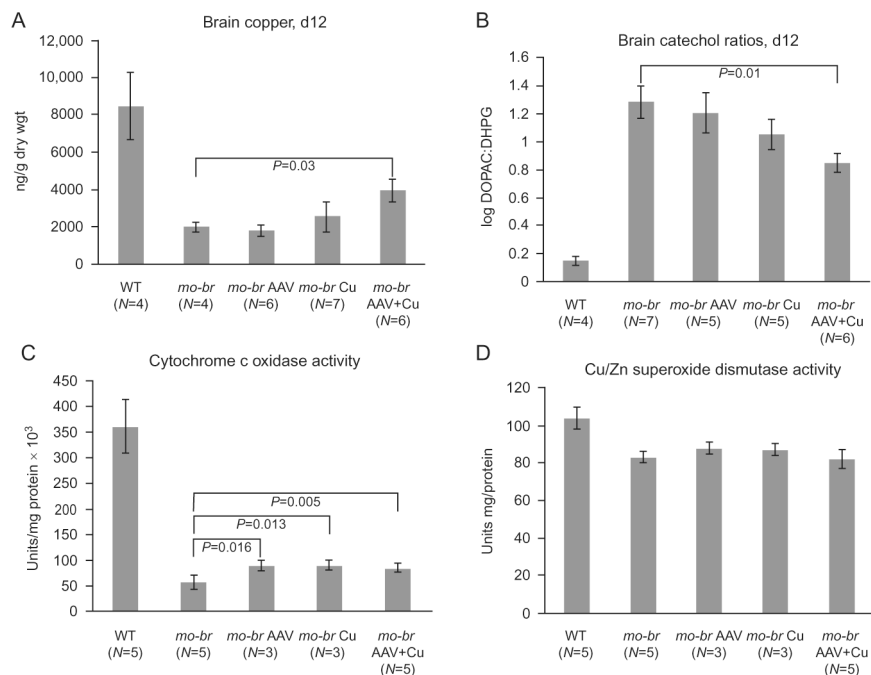 A
Brain copper, d12
ng/g dry wgt
12,000
10,000
8000
6000
4000
2000
0
P=0.03
WT
(N=4)
mo-br
(N=4)
mo-br AAV
(N=6)
mo-br Cu
(N=7)
mo-br
AAV+Cu
(N=6)
B
Brain catechol ratios, d12
log DOPAC:DHPG
1.6
1.4
1.2
1
0.8
0.6
0.4
0.2
0
P=0.01
WT
(N=4)
mo-br
(N=7)
mo-br AAV
(N=5)
mo-br Cu
(N=5)
mo-br
AAV+Cu
(N=6)
C
Cytochrome c oxidase activity
Units/mg protein × 10³
450
400
350
300
250
200
150
100
50
0
P=0.005
P=0.013
P=0.016
WT
(N=5)
mo-br
(N=5)
mo-br AAV
(N=3)
mo-br Cu
(N=3)
mo-br
AAV+Cu
(N=5)
D
Cu/Zn superoxide dismutase activity
Units mg/protein
120
100
80
60
40
20
0
WT
(N=5)
mo-br
(N=5)
mo-br AAV
(N=3)
mo-br Cu
(N=3)
mo-br
AAV+Cu
(N=5)